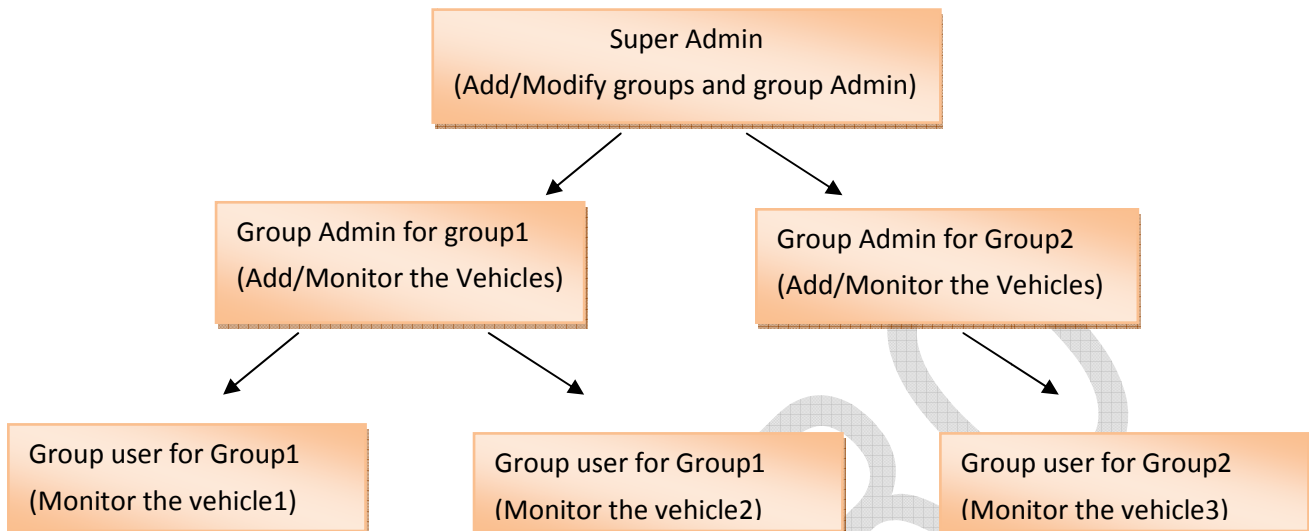 Super Admin
(Add/Modify groups and group Admin)
Group Admin for group1
(Add/Monitor the Vehicles)
Group Admin for Group2
(Add/Monitor the Vehicles)
Group user for Group1
(Monitor the vehicle1)
Group user for Group1
(Monitor the vehicle2)
Group user for Group2
(Monitor the vehicle3)